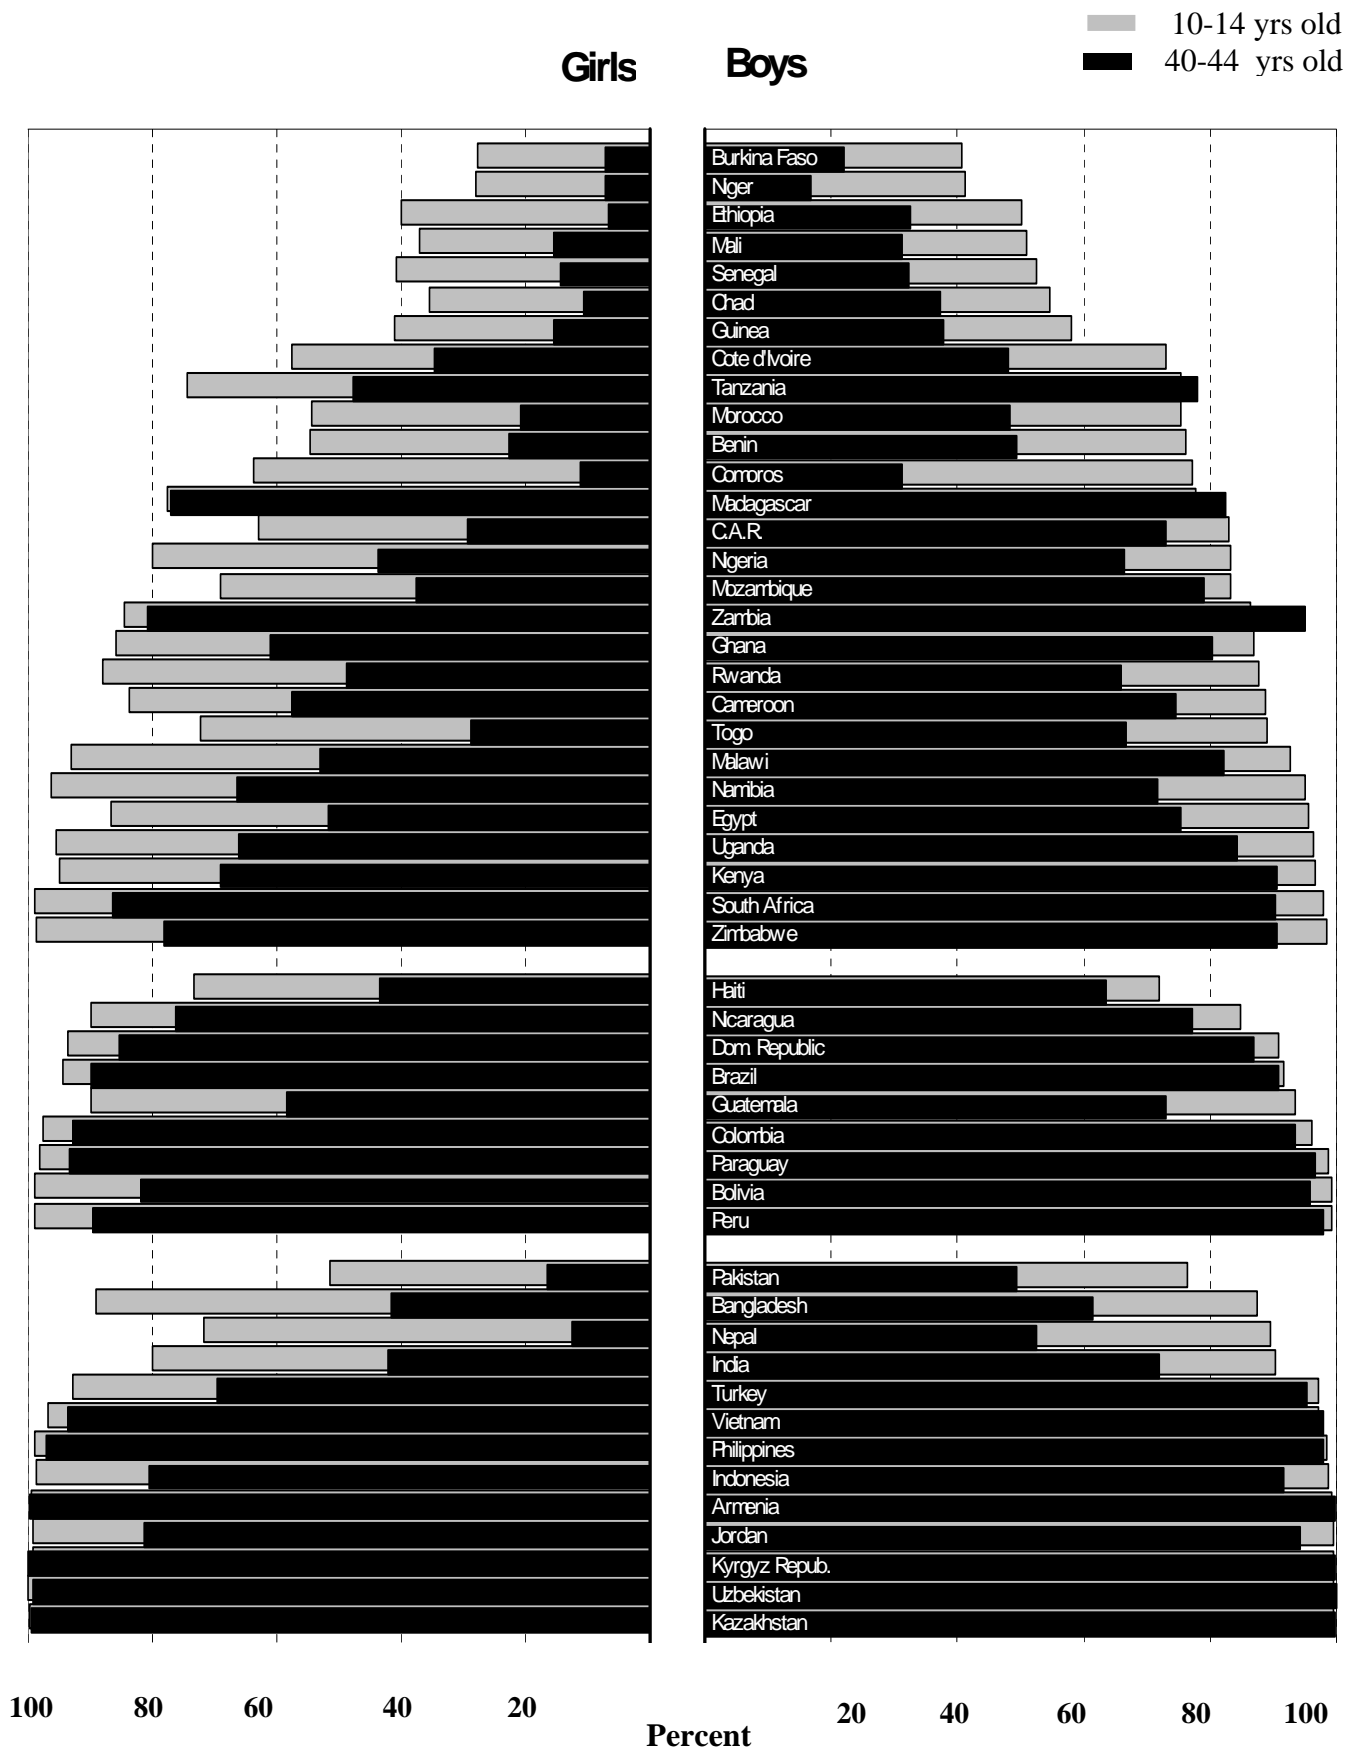 10-14 yrs old
40-44 yrs old
Girls Boys
Burkina Faso
Niger
Ethiopia
Mali
Senegal
Chad
Guinea
Cote d'Ivoire
Tanzania
Morocco
Benin
Comoros
Madagascar
C.A.R.
Nigeria
Mozambique
Zambia
Ghana
Rwanda
Cameroon
Togo
Malawi
Namibia
Egypt
Uganda
Kenya
South Africa
Zimbabwe
Haiti
Nicaragua
Dom. Republic
Brazil
Guatemala
Colombia
Paraguay
Bolivia
Peru
Pakistan
Bangladesh
Nepal
India
Turkey
Vietnam
Philippines
Indonesia
Armenia
Jordan
Kyrgyz Repub.
Uzbekistan
Kazakhstan
100 80 60 40 20 20 40 60 80 100
Percent